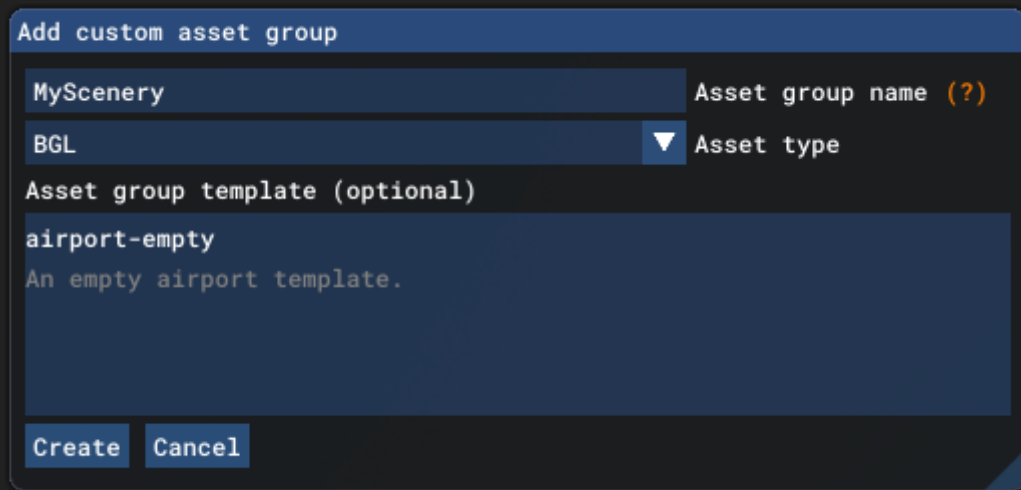 Add custom asset group
MyScenery Asset group name (?)
BGL Asset type
Asset group template (optional)
airport-empty
An empty airport template.
Create Cancel